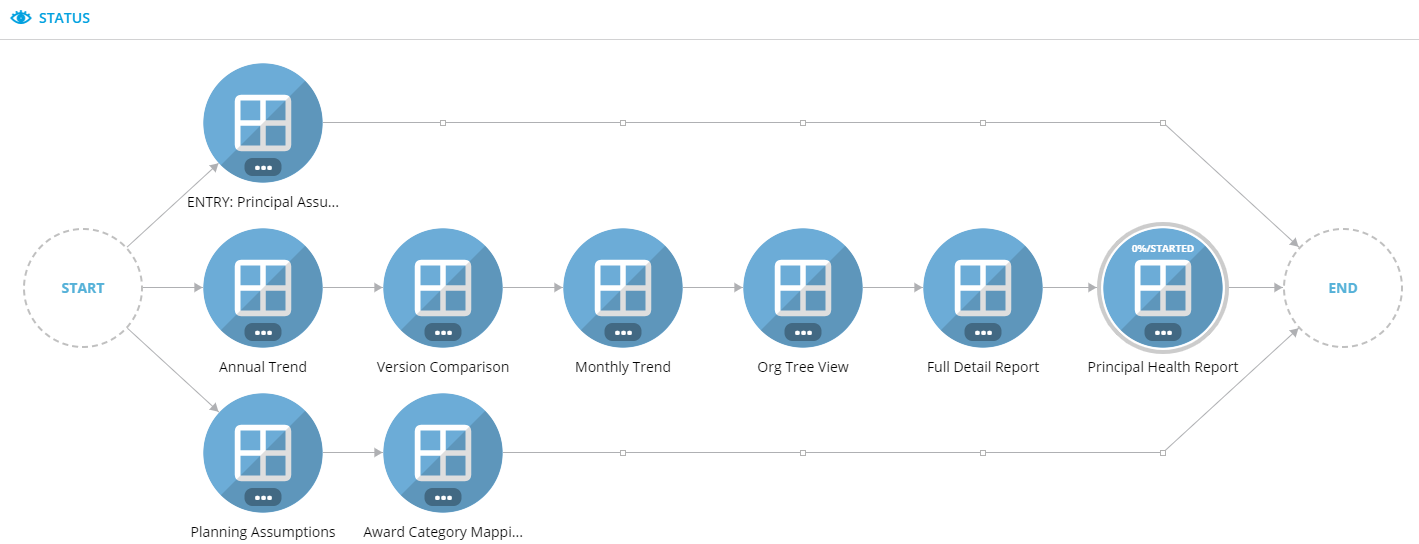 STATUS
ENTRY: Principal Assu...
START
Annual Trend
Version Comparison
Monthly Trend
Org Tree View
Full Detail Report
0%/STARTED
Principal Health Report
END
Planning Assumptions
Award Category Mappi...